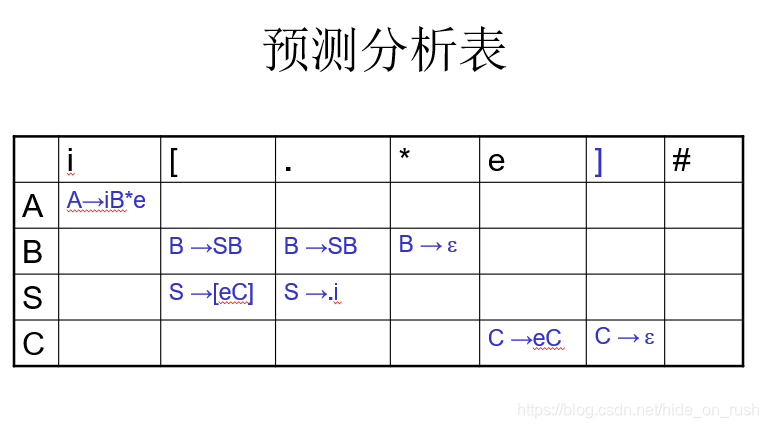 预测分析表
i [ . * e ] #
A A→iB*e
B B →SB B →SB B → ε
S S →[eC] S →.i
C C →eC C → ε
https://blog.csdn.net/hide_on_rush